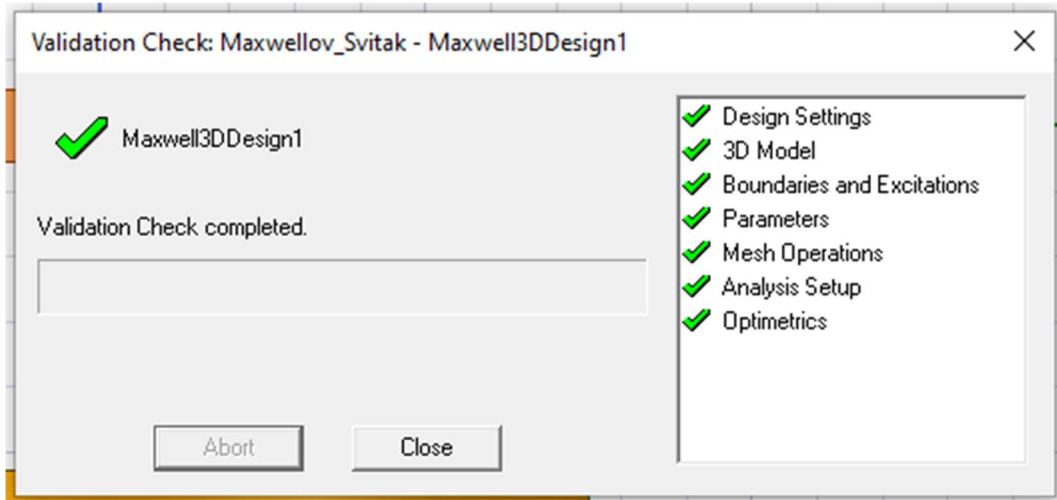 Validation Check: Maxwellov_Svitak - Maxwell3DDesign1
Maxwell3DDesign1
Validation Check completed.
Abort
Close
Design Settings
3D Model
Boundaries and Excitations
Parameters
Mesh Operations
Analysis Setup
Optimetrics